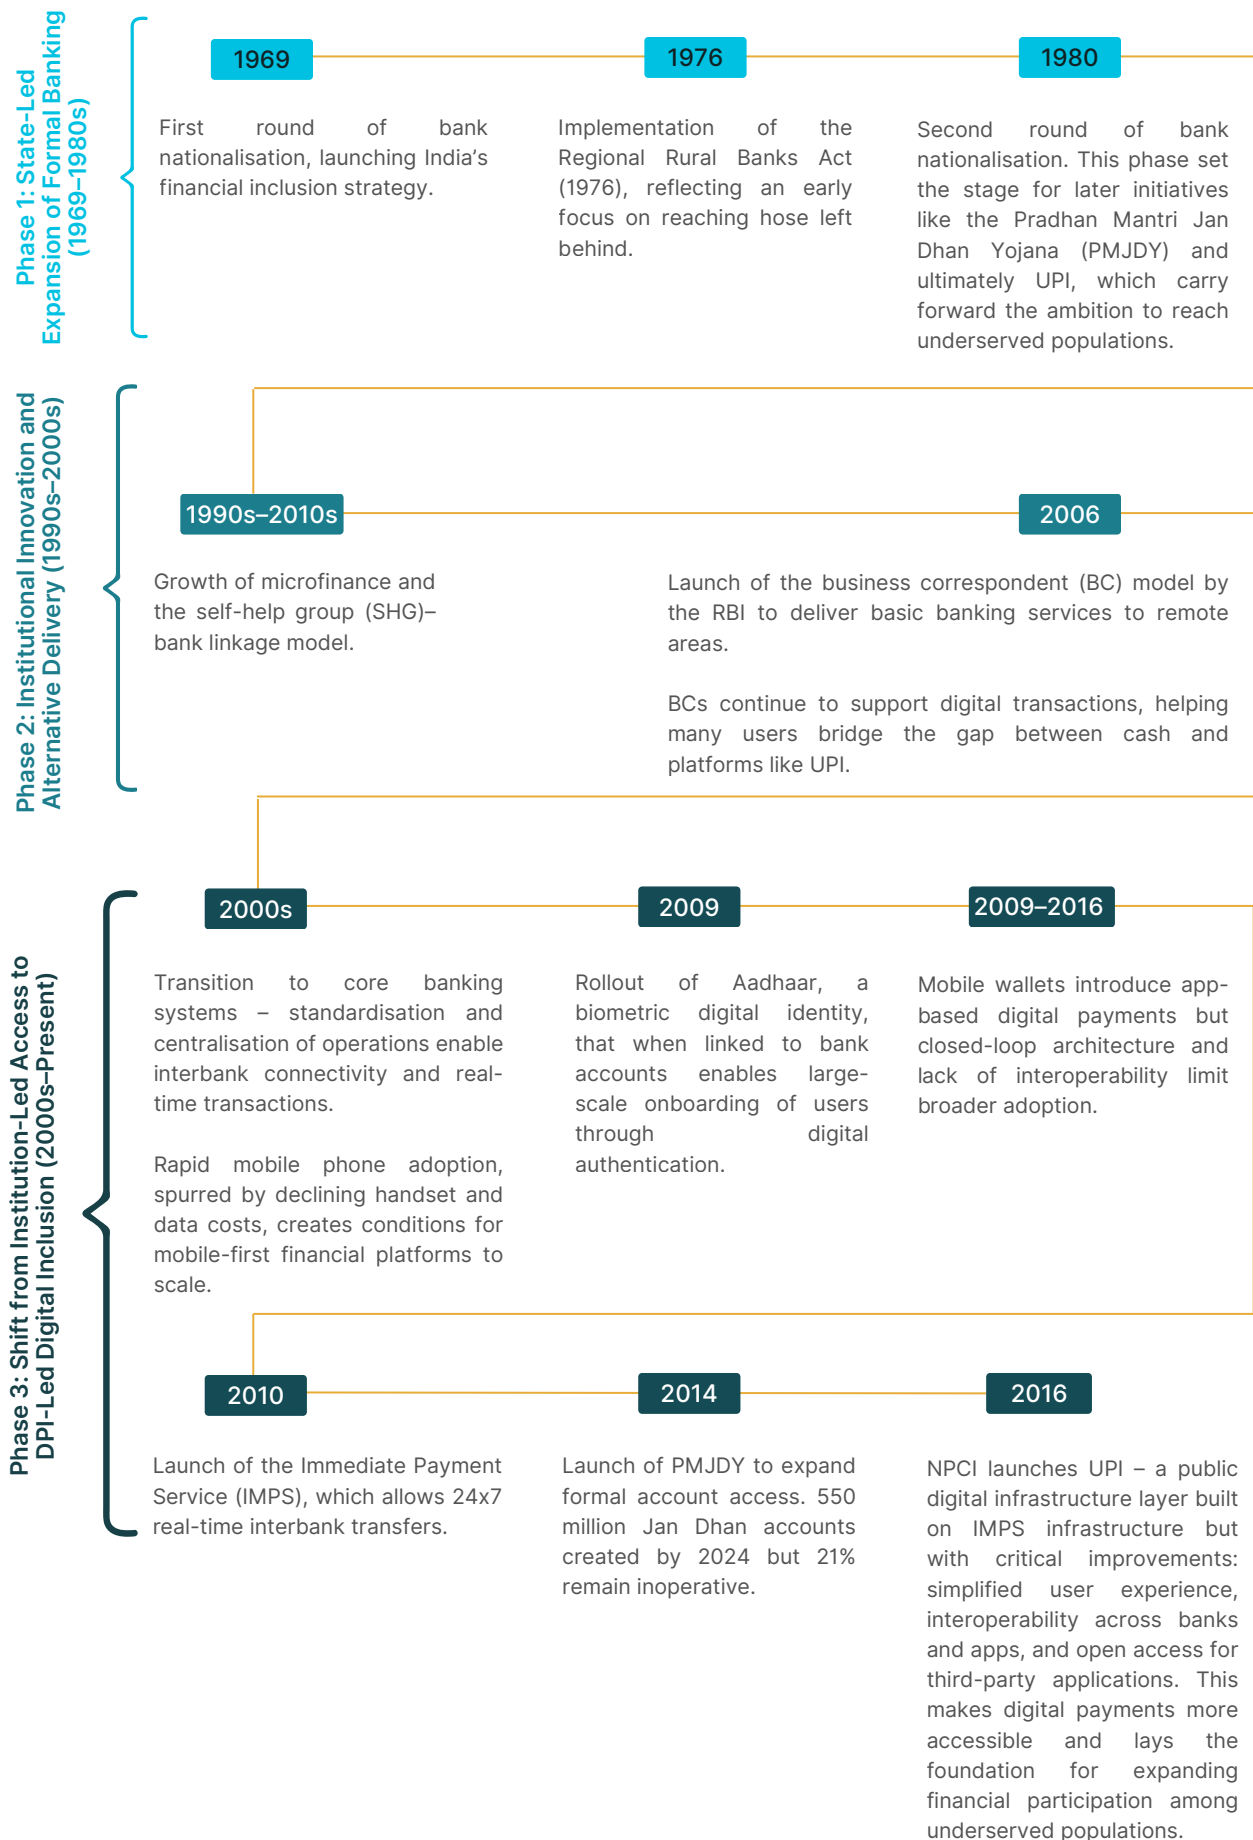 Phase 1: State-Led
Expansion of Formal Banking
(1969–1980s)
1969
First round of bank
nationalisation, launching India's
financial inclusion strategy.
1976
Implementation of the
Regional Rural Banks Act
(1976), reflecting an early
focus on reaching hose left
behind.
1980
Second round of bank
nationalisation. This phase set
the stage for later initiatives
like the Pradhan Mantri Jan
Dhan Yojana (PMJDY) and
ultimately UPI, which carry
forward the ambition to reach
underserved populations.
Phase 2: Institutional Innovation and
Alternative Delivery (1990s–2000s)
1990s–2010s
Growth of microfinance and
the self-help group (SHG)–
bank linkage model.
2006
Launch of the business correspondent (BC) model by
the RBI to deliver basic banking services to remote
areas.
BCs continue to support digital transactions, helping
many users bridge the gap between cash and
platforms like UPI.
Phase 3: Shift from Institution-Led Access to
DPI-Led Digital Inclusion (2000s–Present)
2000s
Transition to core banking
systems – standardisation and
centralisation of operations enable
interbank connectivity and real-
time transactions.
Rapid mobile phone adoption,
spurred by declining handset and
data costs, creates conditions for
mobile-first financial platforms to
scale.
2009
Rollout of Aadhaar, a
biometric digital identity,
that when linked to bank
accounts enables large-
scale onboarding of users
through digital
authentication.
2009–2016
Mobile wallets introduce app-
based digital payments but
closed-loop architecture and
lack of interoperability limit
broader adoption.
2010
Launch of the Immediate Payment
Service (IMPS), which allows 24x7
real-time interbank transfers.
2014
Launch of PMJDY to expand
formal account access. 550
million Jan Dhan accounts
created by 2024 but 21%
remain inoperative.
2016
NPCI launches UPI – a public
digital infrastructure layer built
on IMPS infrastructure but
with critical improvements:
simplified user experience,
interoperability across banks
and apps, and open access for
third-party applications. This
makes digital payments more
accessible and lays the
foundation for expanding
financial participation among
underserved populations.